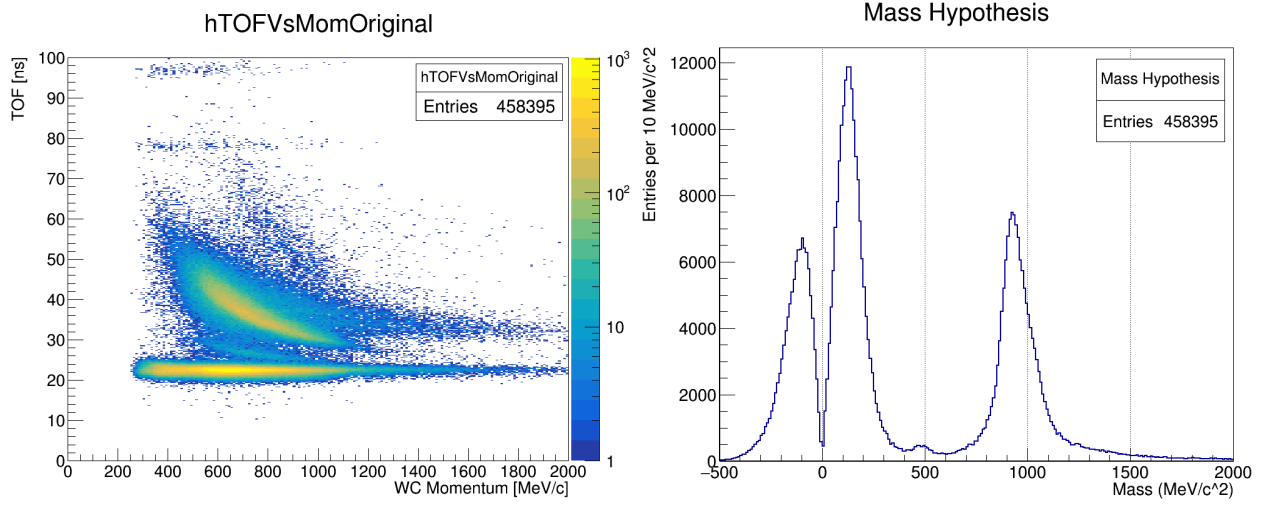 hTOFVsMomOriginal
TOF [ns]
100
90
80
70
60
50
40
30
20
10
0
0 200 400 600 800 1000 1200 1400 1600 1800 2000
WC Momentum [MeV/c]
hTOFVsMomOriginal
Entries 458395
10^3
10^2
10
1
Mass Hypothesis
Entries per 10 MeV/c^2
12000
10000
8000
6000
4000
2000
0
−500 0 500 1000 1500 2000
Mass (MeV/c^2)
Mass Hypothesis
Entries 458395